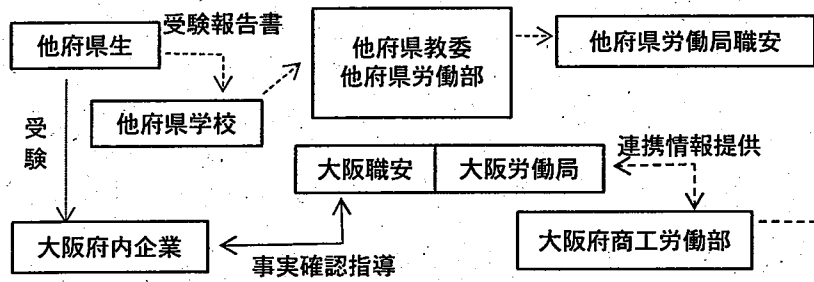 他府県生
受験報告書
他府県教委
他府県労働部
他府県労働局職安
他府県学校
受験
大阪職安
大阪労働局
連携情報提供
大阪府内企業
事実確認指導
大阪府商工労働部